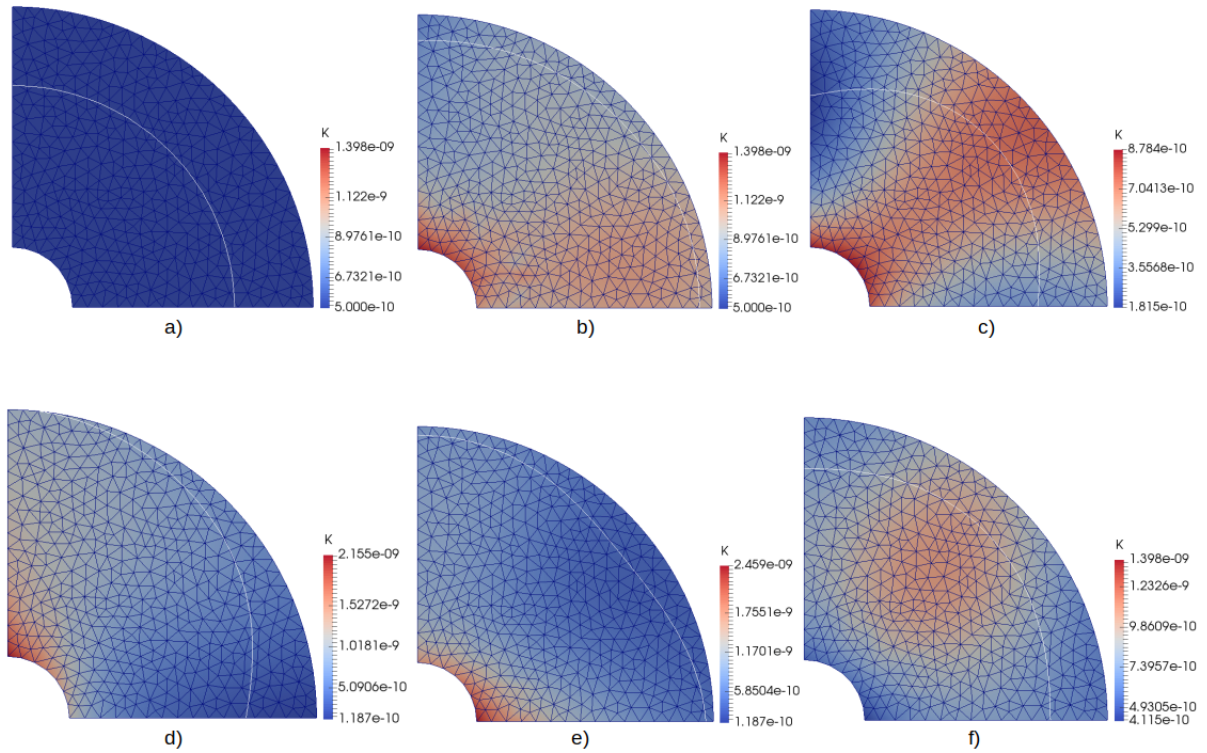 K
1.398e-09
1.122e-9
8.9761e-10
6.7321e-10
5.000e-10
a)
K
1.398e-09
1.122e-9
8.9761e-10
6.7321e-10
5.000e-10
b)
K
8.784e-10
7.0413e-10
5.299e-10
3.5568e-10
1.815e-10
c)
K
2.155e-09
1.5272e-9
1.0181e-9
5.0906e-10
1.187e-10
d)
K
2.459e-09
1.7551e-9
1.1701e-9
5.8504e-10
1.187e-10
e)
K
1.398e-09
1.2326e-9
9.8609e-10
7.3957e-10
4.9305e-10
4.115e-10
f)